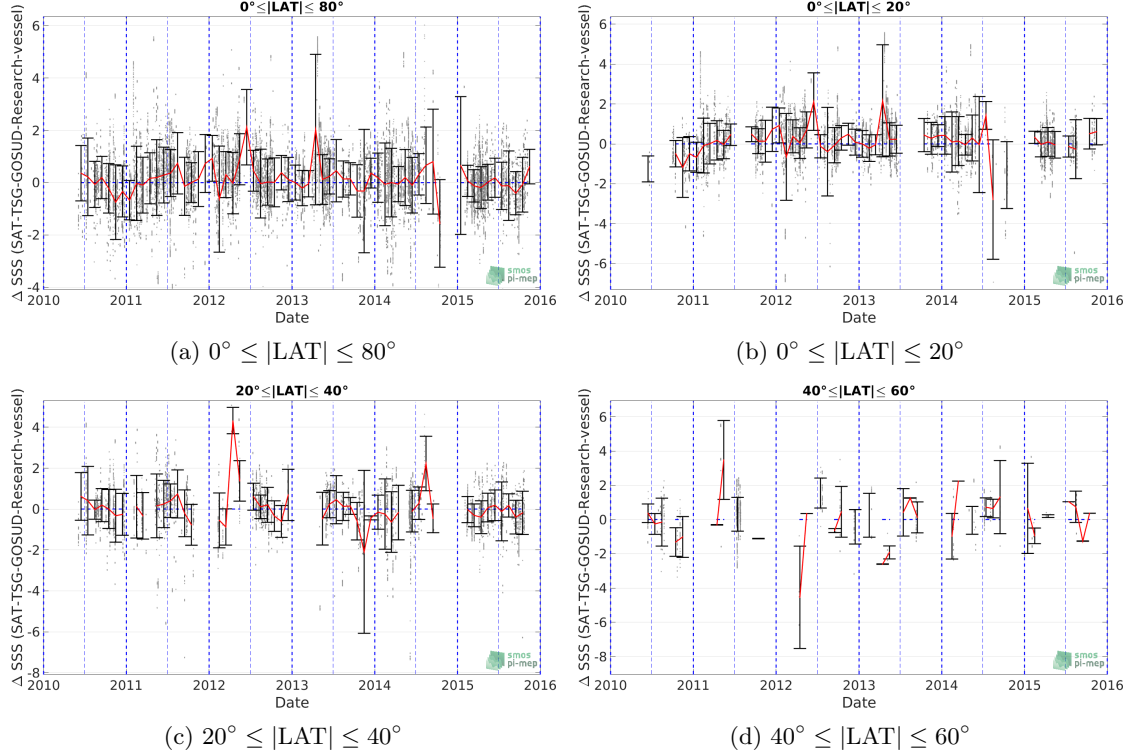 0°≤|LAT|≤ 80°
Δ SSS (SAT-TSG-GOSUD-Research-vessel)
6
4
2
0
-2
-4
2010 2011 2012 2013 2014 2015 2016
Date
smos
pi-mep
(a) 0° ≤ |LAT| ≤ 80°
0°≤|LAT|≤ 20°
Δ SSS (SAT-TSG-GOSUD-Research-vessel)
6
4
2
0
-2
-4
-6
2010 2011 2012 2013 2014 2015 2016
Date
smos
pi-mep
(b) 0° ≤ |LAT| ≤ 20°
20°≤|LAT|≤ 40°
Δ SSS (SAT-TSG-GOSUD-Research-vessel)
4
2
0
-2
-4
-6
-8
2010 2011 2012 2013 2014 2015 2016
Date
smos
pi-mep
(c) 20° ≤ |LAT| ≤ 40°
40°≤|LAT|≤ 60°
Δ SSS (SAT-TSG-GOSUD-Research-vessel)
6
4
2
0
-2
-4
-6
-8
2010 2011 2012 2013 2014 2015 2016
Date
smos
pi-mep
(d) 40° ≤ |LAT| ≤ 60°